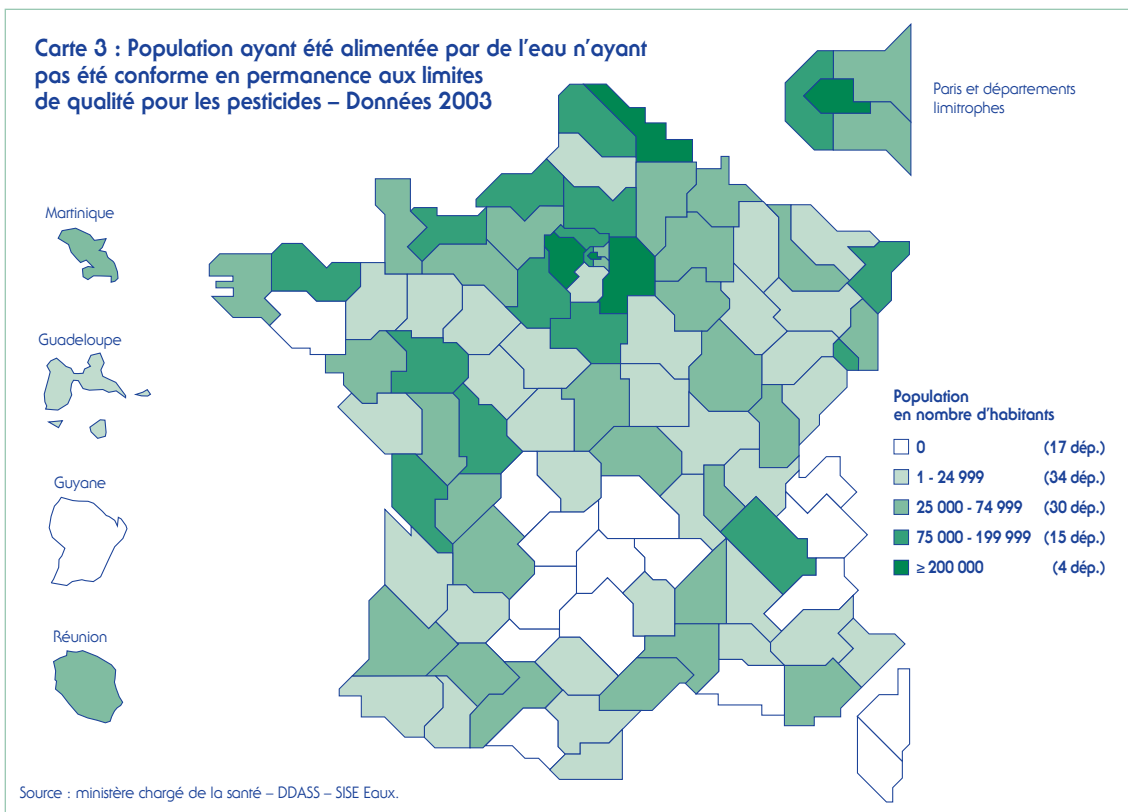 Carte 3 : Population ayant été alimentée par de l'eau n'ayant
pas été conforme en permanence aux limites
de qualité pour les pesticides – Données 2003
Paris et départements
limitrophes
Martinique
Guadeloupe
Guyane
Réunion
Population
en nombre d'habitants
0 (17 dép.)
1 - 24 999 (34 dép.)
25 000 - 74 999 (30 dép.)
75 000 - 199 999 (15 dép.)
≥ 200 000 (4 dép.)
Source : ministère chargé de la santé – DDASS – SISE Eaux.